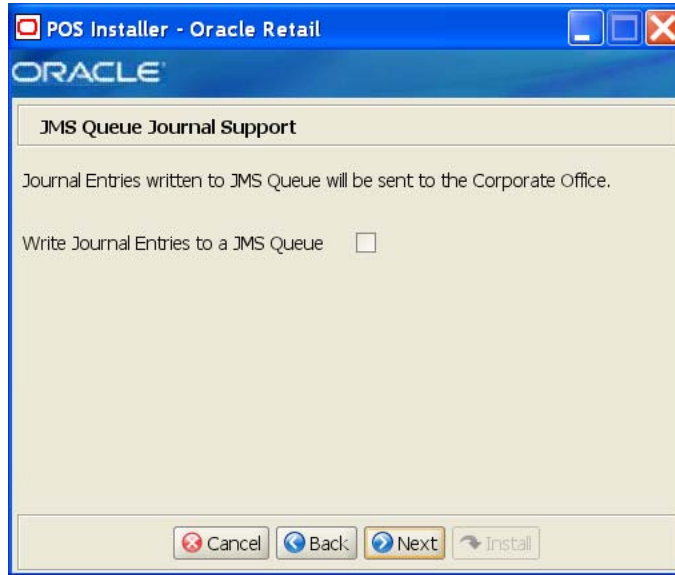 POS Installer - Oracle Retail
ORACLE
JMS Queue Journal Support
Journal Entries written to JMS Queue will be sent to the Corporate Office.
Write Journal Entries to a JMS Queue
Cancel Back Next Install